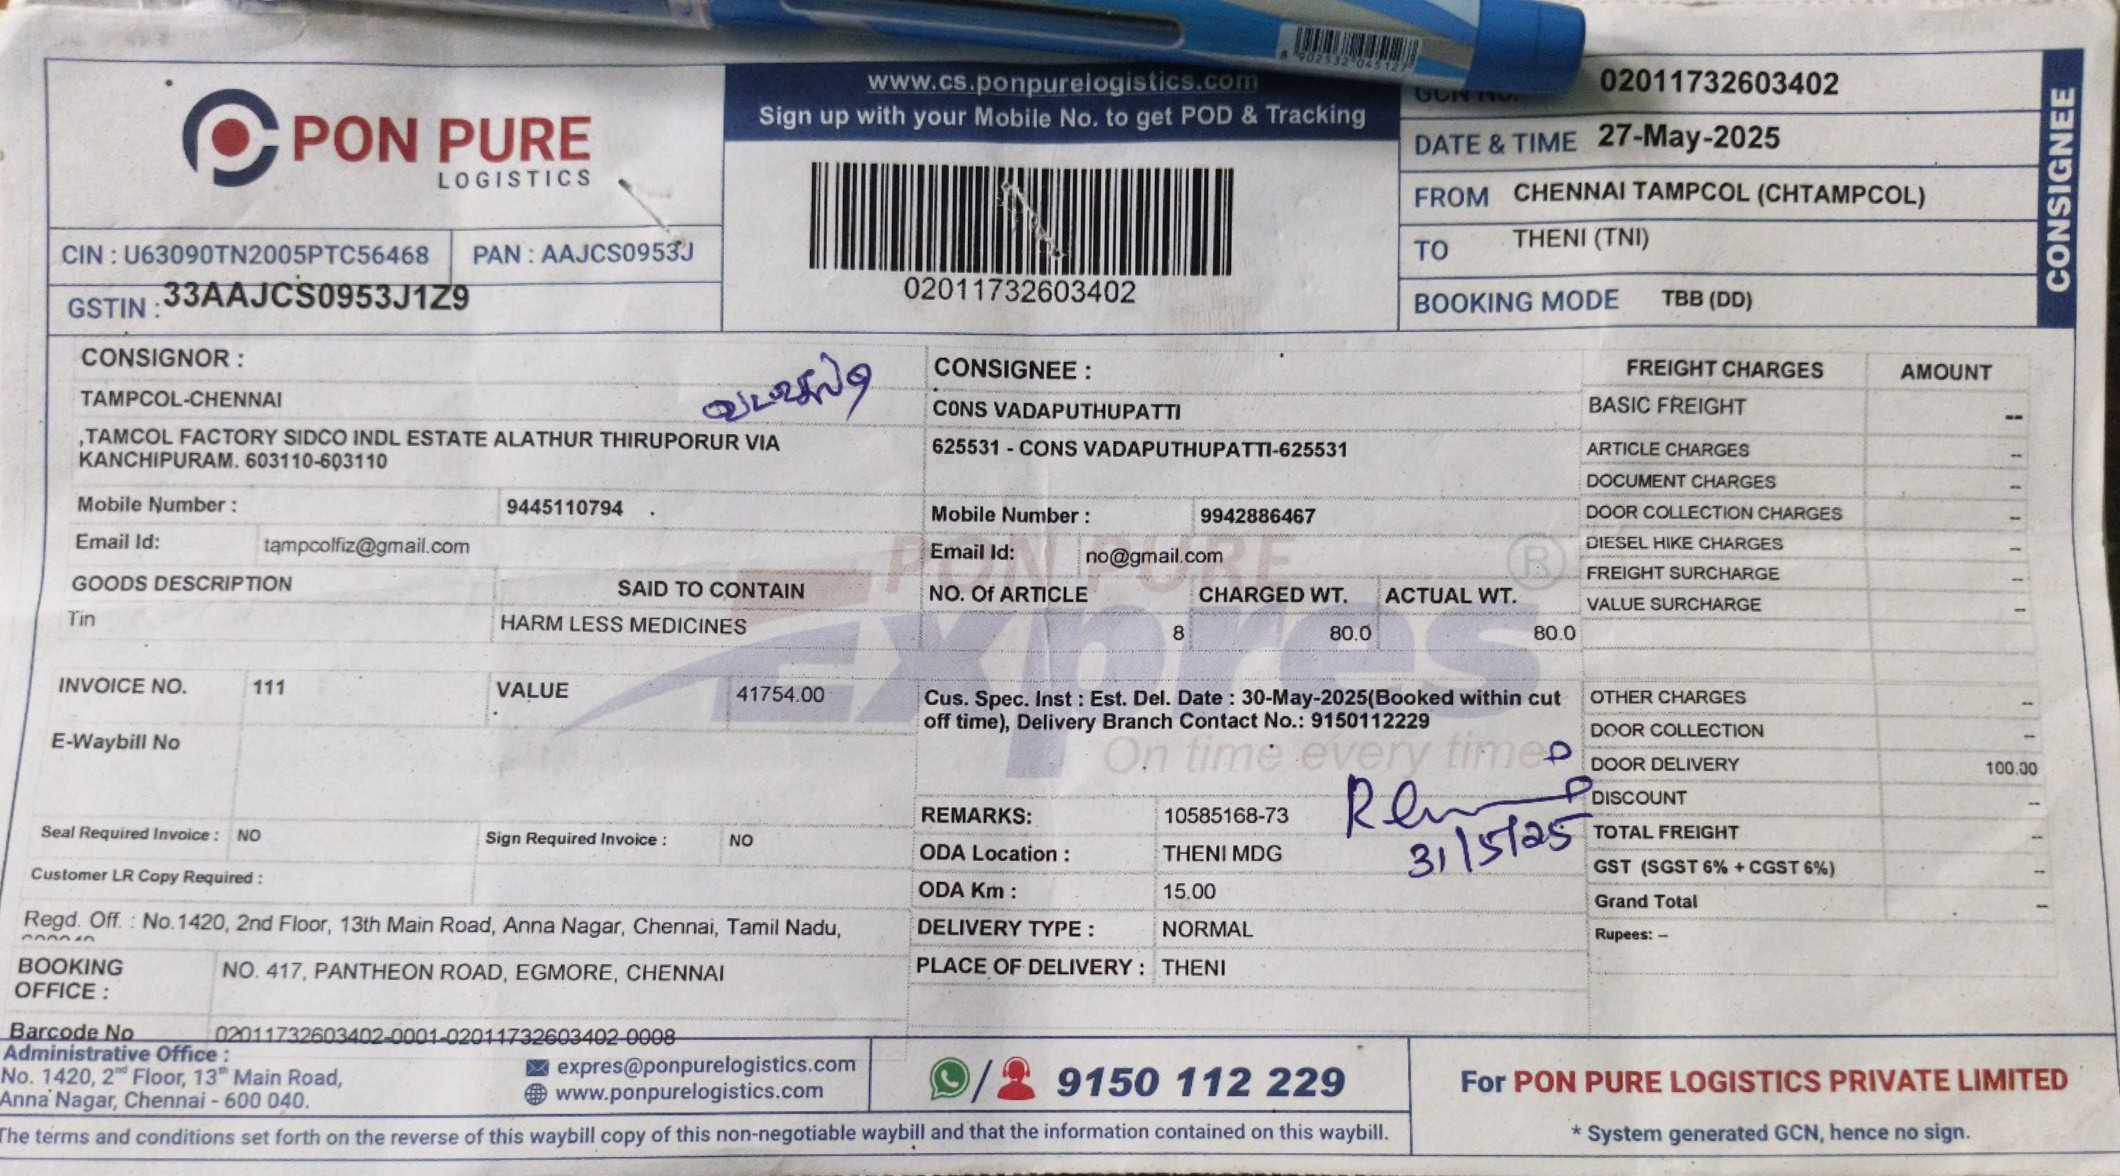 8 902532 045127
PON PURE
LOGISTICS
CIN : U63090TN2005PTC56468
PAN : AAJCS0953J
GSTIN : 33AAJCS0953J1Z9
www.cs.ponpurelogistics.com
Sign up with your Mobile No. to get POD & Tracking
02011732603402
GCN NO. 02011732603402
DATE & TIME 27-May-2025
FROM CHENNAI TAMPCOL (CHTAMPCOL)
TO THENI (TNI)
BOOKING MODE TBB (DD)
CONSIGNEE
CONSIGNOR :
TAMPCOL-CHENNAI
,TAMCOL FACTORY SIDCO INDL ESTATE ALATHUR THIRUPORUR VIA
KANCHIPURAM. 603110-603110
Mobile Number : 9445110794
Email Id: tampcolfiz@gmail.com
GOODS DESCRIPTION SAID TO CONTAIN
Tin HARM LESS MEDICINES
INVOICE NO. 111 VALUE 41754.00
E-Waybill No
Seal Required Invoice : NO Sign Required Invoice : NO
Customer LR Copy Required :
Regd. Off. : No.1420, 2nd Floor, 13th Main Road, Anna Nagar, Chennai, Tamil Nadu,
BOOKING OFFICE : NO. 417, PANTHEON ROAD, EGMORE, CHENNAI
Barcode No 02011732603402-0001-02011732603402-0008
CONSIGNEE :
CONS VADAPUTHUPATTI
625531 - CONS VADAPUTHUPATTI-625531
Mobile Number : 9942886467
Email Id: no@gmail.com
NO. Of ARTICLE CHARGED WT. ACTUAL WT.
8 80.0 80.0
PON PURE
Expres ®
On time every time
Cus. Spec. Inst : Est. Del. Date : 30-May-2025(Booked within cut
off time), Delivery Branch Contact No.: 9150112229
REMARKS: 10585168-73
31/5/25
ODA Location : THENI MDG
ODA Km : 15.00
DELIVERY TYPE : NORMAL
PLACE OF DELIVERY : THENI
FREIGHT CHARGES AMOUNT
BASIC FREIGHT --
ARTICLE CHARGES --
DOCUMENT CHARGES --
DOOR COLLECTION CHARGES --
DIESEL HIKE CHARGES --
FREIGHT SURCHARGE --
VALUE SURCHARGE --
OTHER CHARGES --
DOOR COLLECTION --
DOOR DELIVERY 100.00
DISCOUNT --
TOTAL FREIGHT --
GST (SGST 6% + CGST 6%) --
Grand Total --
Rupees: --
Administrative Office :
No. 1420, 2nd Floor, 13th Main Road,
Anna Nagar, Chennai - 600 040.
expres@ponpurelogistics.com
www.ponpurelogistics.com
9150 112 229
For PON PURE LOGISTICS PRIVATE LIMITED
The terms and conditions set forth on the reverse of this waybill copy of this non-negotiable waybill and that the information contained on this waybill.
* System generated GCN, hence no sign.